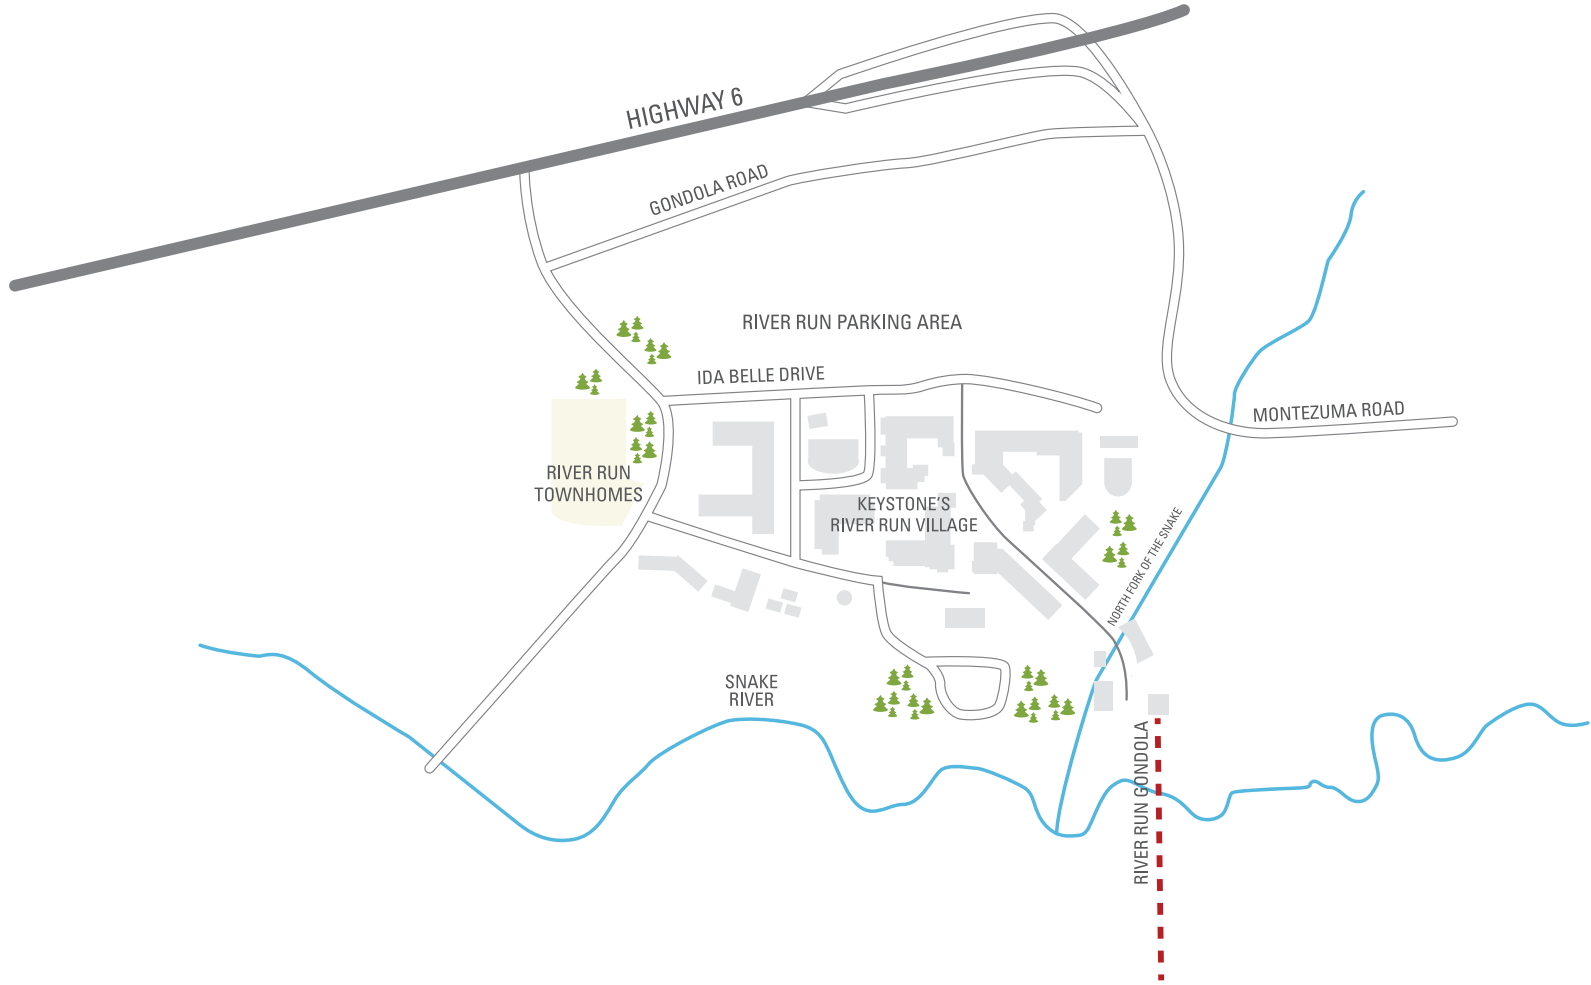 HIGHWAY 6
GONDOLA ROAD
RIVER RUN PARKING AREA
IDA BELLE DRIVE
MONTEZUMA ROAD
RIVER RUN
TOWNHOMES
KEYSTONE'S
RIVER RUN VILLAGE
NORTH FORK OF THE SNAKE
SNAKE
RIVER
RIVER RUN GONDOLA